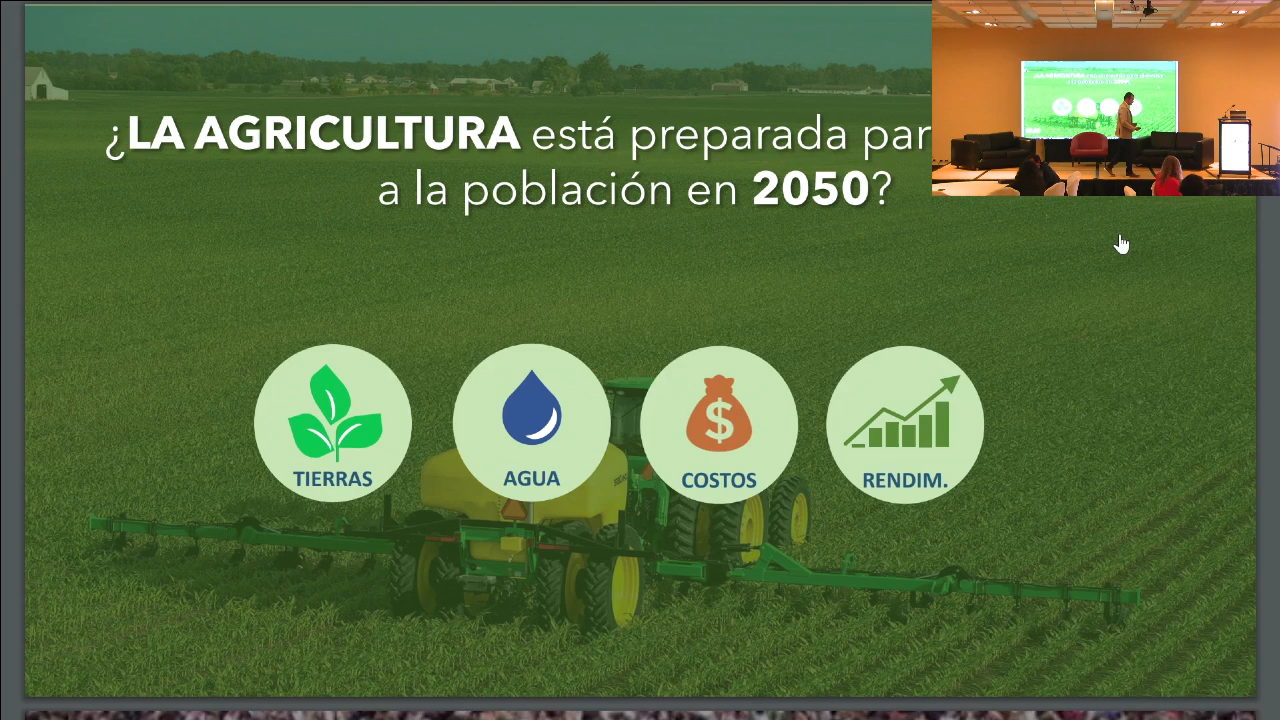 ¿LA AGRICULTURA está preparada par
a la población en 2050?
TIERRAS
AGUA
COSTOS
RENDIM.